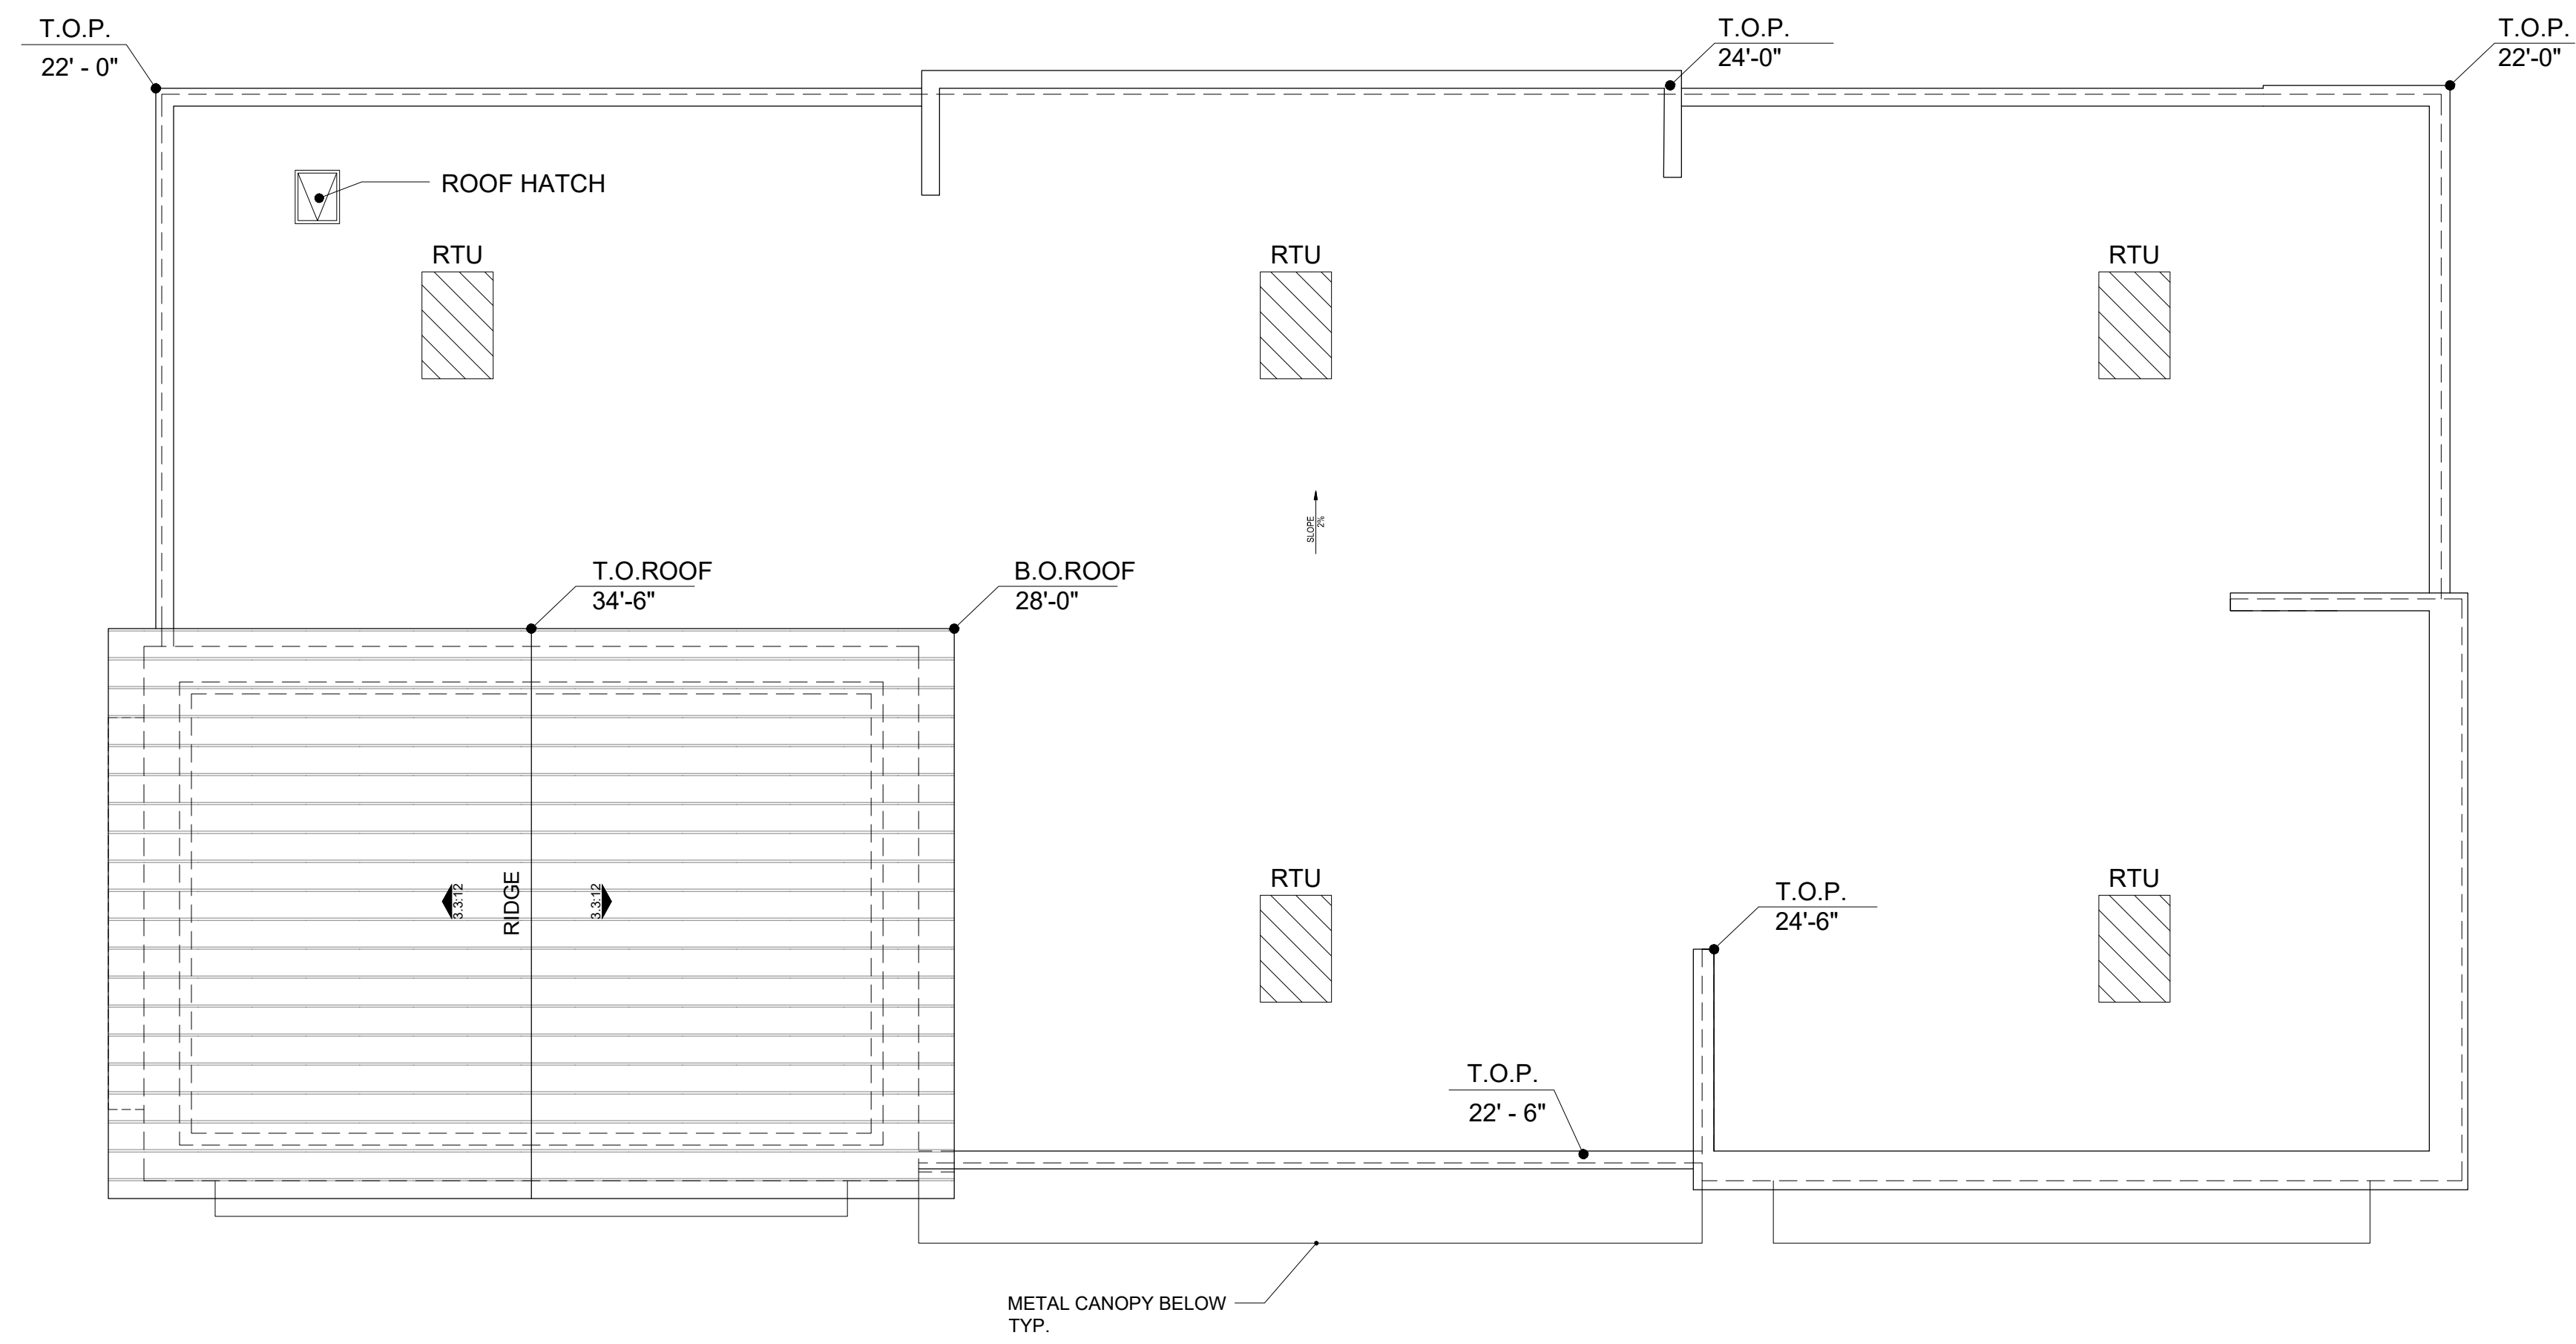 T.O.P.
22' - 0"
T.O.P.
24'-0"
T.O.P.
22'-0"
ROOF HATCH
RTU
RTU
RTU
SLOPE
2%
T.O.ROOF
34'-6"
B.O.ROOF
28'-0"
3.3:12
RIDGE
3.3:12
RTU
RTU
T.O.P.
24'-6"
T.O.P.
22' - 6"
METAL CANOPY BELOW
TYP.